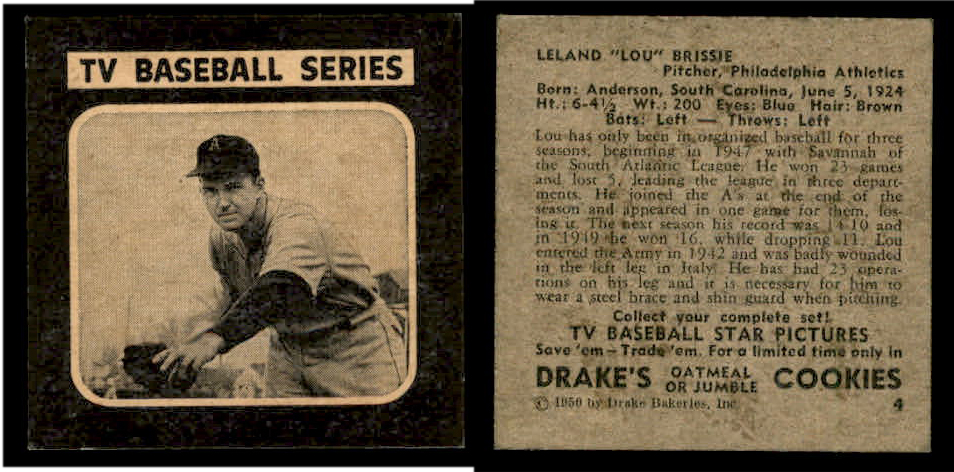 TV BASEBALL SERIES
A
LELAND "LOU" BRISSIE
Pitcher, Philadelphia Athletics
Born: Anderson, South Carolina, June 5, 1924
Ht.: 6-4½ Wt.: 200 Eyes: Blue Hair: Brown
Bats: Left — Throws: Left
Lou has only been in organized baseball for three
seasons, beginning in 1947 with Savannah of
the South Atlantic League. He won 23 games
and lost 5, leading the league in three depart-
ments. He joined the A's at the end of the
season and appeared in one game for them, los-
ing it. The next season his record was 14-10 and
in 1949 he won 16, while dropping 11. Lou
entered the Army in 1942 and was badly wounded
in the left leg in Italy. He has had 23 opera-
tions on his leg and it is necessary for him to
wear a steel brace and shin guard when pitching.
Collect your complete set!
TV BASEBALL STAR PICTURES
Save 'em—Trade 'em. For a limited time only in
DRAKE'S OATMEAL OR JUMBLE COOKIES
© 1950 by Drake Bakeries, Inc.
4